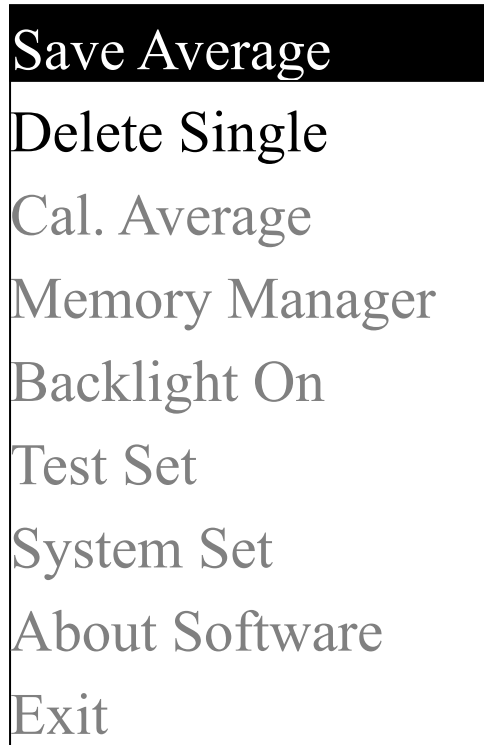 Save Average
Delete Single
Cal. Average
Memory Manager
Backlight On
Test Set
System Set
About Software
Exit